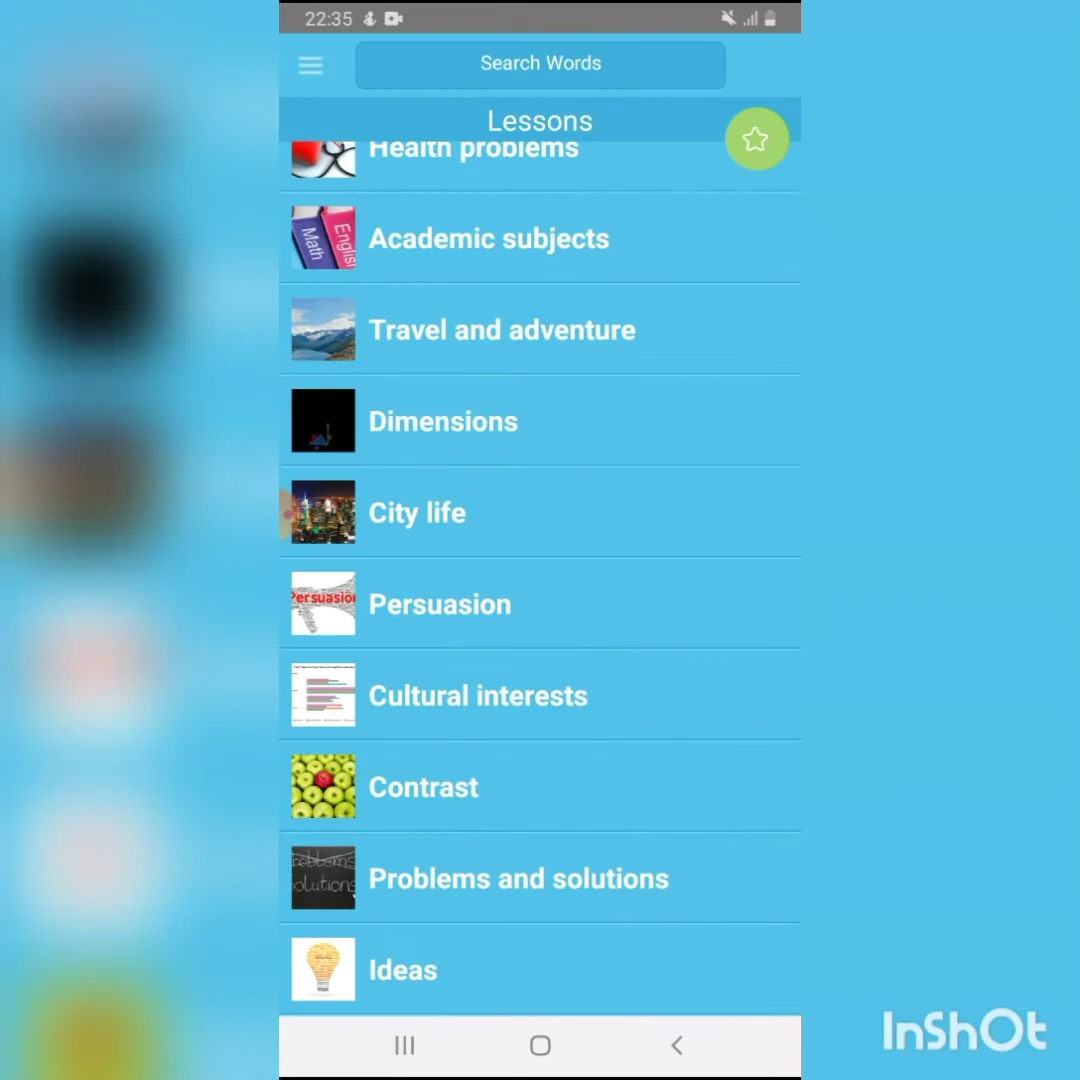 22:35
Search Words
Lessons
Health problems
Math
English
Academic subjects
Travel and adventure
Dimensions
City life
Persuasion
Persuasion
Cultural interests
Contrast
Problems and solutions
Ideas
InShOt